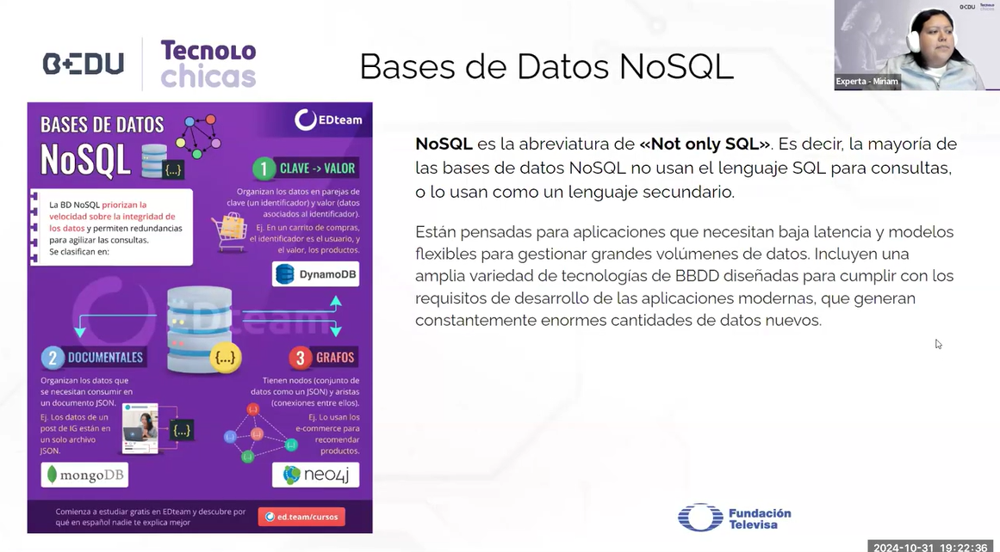 BEDU
TECNOLO
chicas
Bases de Datos NoSQL
BEDU
Experta - Miriam
BASES DE DATOS
NoSQL
{...}
EDteam
La BD NoSQL priorizan la
velocidad sobre la integridad de
los datos y permiten redundancias
para agilizar las consultas.
Se clasifican en:
1 CLAVE -> VALOR
Organizan los datos en parejas de
clave (un identificador) y valor (datos
asociados al identificador).
Ej. En un carrito de compras,
el identificador es el usuario, y
el valor, los productos.
DynamoDB
EDteam
{...}
2 DOCUMENTALES
Organizan los datos que
se necesitan consumir en
un documento JSON.
Ej. Los datos de un
post de IG están en
un solo archivo
JSON.
{...}
mongoDB
3 GRAFOS
Tienen nodos (conjunto de
datos como un JSON) y aristas
(conexiones entre ellos).
Ej. Lo usan los
e-commerce para
recomendar
productos.
neo4j
Comienza a estudiar gratis en EDteam y descubre por
qué en español nadie te explica mejor
ed.team/cursos
NoSQL es la abreviatura de «Not only SQL». Es decir, la mayoría de
las bases de datos NoSQL no usan el lenguaje SQL para consultas,
o lo usan como un lenguaje secundario.
Están pensadas para aplicaciones que necesitan baja latencia y modelos
flexibles para gestionar grandes volúmenes de datos. Incluyen una
amplia variedad de tecnologías de BBDD diseñadas para cumplir con los
requisitos de desarrollo de las aplicaciones modernas, que generan
constantemente enormes cantidades de datos nuevos.
Fundación
Televisa
2024-10-31 19:22:36